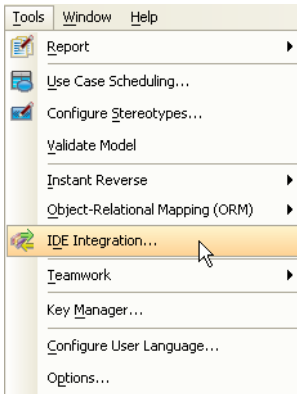 Tools Window Help
Report
Use Case Scheduling...
Configure Stereotypes...
Validate Model
Instant Reverse
Object-Relational Mapping (ORM)
IDE Integration...
Teamwork
Key Manager...
Configure User Language...
Options...